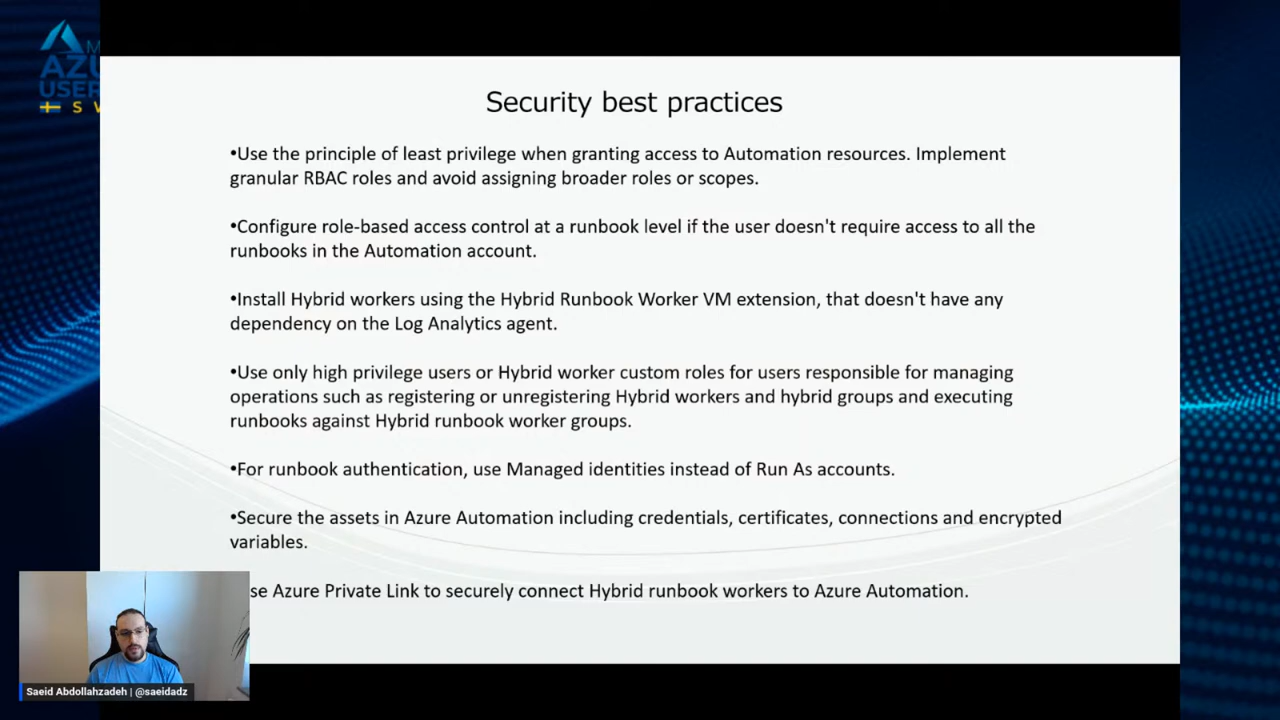 M
AZU
USER
S W
Security best practices
•Use the principle of least privilege when granting access to Automation resources. Implement
granular RBAC roles and avoid assigning broader roles or scopes.
•Configure role-based access control at a runbook level if the user doesn't require access to all the
runbooks in the Automation account.
•Install Hybrid workers using the Hybrid Runbook Worker VM extension, that doesn't have any
dependency on the Log Analytics agent.
•Use only high privilege users or Hybrid worker custom roles for users responsible for managing
operations such as registering or unregistering Hybrid workers and hybrid groups and executing
runbooks against Hybrid runbook worker groups.
•For runbook authentication, use Managed identities instead of Run As accounts.
•Secure the assets in Azure Automation including credentials, certificates, connections and encrypted
variables.
se Azure Private Link to securely connect Hybrid runbook workers to Azure Automation.
Saeid Abdollahzadeh | @saeidadz